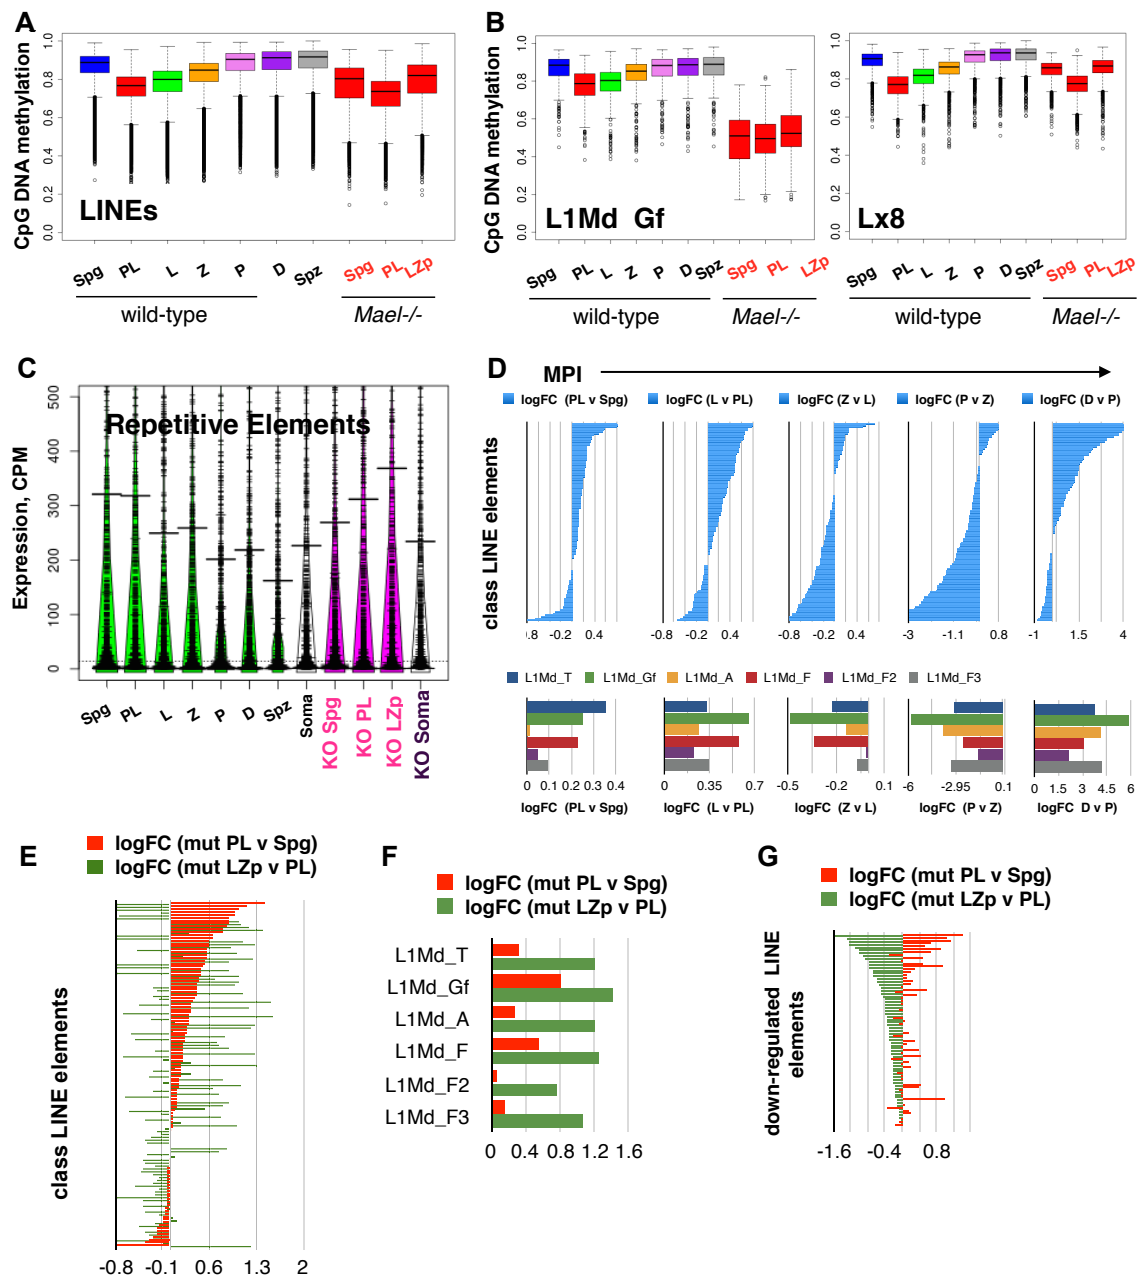 A
CpG DNA methylation
1.0
0.8
0.6
0.4
0.2
0.0
LINEs
Spg PL L Z P D Spz Spg PL LZp
wild-type Mael-/-
B
CpG DNA methylation
1.0
0.8
0.6
0.4
0.2
0.0
L1Md Gf
Spg PL L Z P D Spz Spg PL LZp
wild-type Mael-/-
1.0
0.8
0.6
0.4
0.2
0.0
Lx8
Spg PL L Z P D Spz Spg PL LZp
wild-type Mael-/-
C
Expression, CPM
500
400
300
200
100
0
Repetitive Elements
Spg PL L Z P D Spz Soma KO Spg KO PL KO LZp KO Soma
D
MPI
logFC (PL v Spg) logFC (L v PL) logFC (Z v L) logFC (P v Z) logFC (D v P)
class LINE elements
0.8 -0.2 0.4 -0.8 -0.2 0.4 -0.8 -0.2 0.4 -3 -1.1 0.8 -1 1.5 4
L1Md_T L1Md_Gf L1Md_A L1Md_F L1Md_F2 L1Md_F3
0 0.1 0.2 0.3 0.4 0 0.35 0.7 -0.5 -0.2 0.1 -6 -2.95 0.1 0 1.5 3 4.5 6
logFC (PL v Spg) logFC (L v PL) logFC (Z v L) logFC (P v Z) logFC D v P)
E
logFC (mut PL v Spg)
logFC (mut LZp v PL)
class LINE elements
-0.8 -0.1 0.6 1.3 2
F
logFC (mut PL v Spg)
logFC (mut LZp v PL)
L1Md_T
L1Md_Gf
L1Md_A
L1Md_F
L1Md_F2
L1Md_F3
0 0.4 0.8 1.2 1.6
G
logFC (mut PL v Spg)
logFC (mut LZp v PL)
down-regulated LINE
elements
-1.6 -0.4 0.8